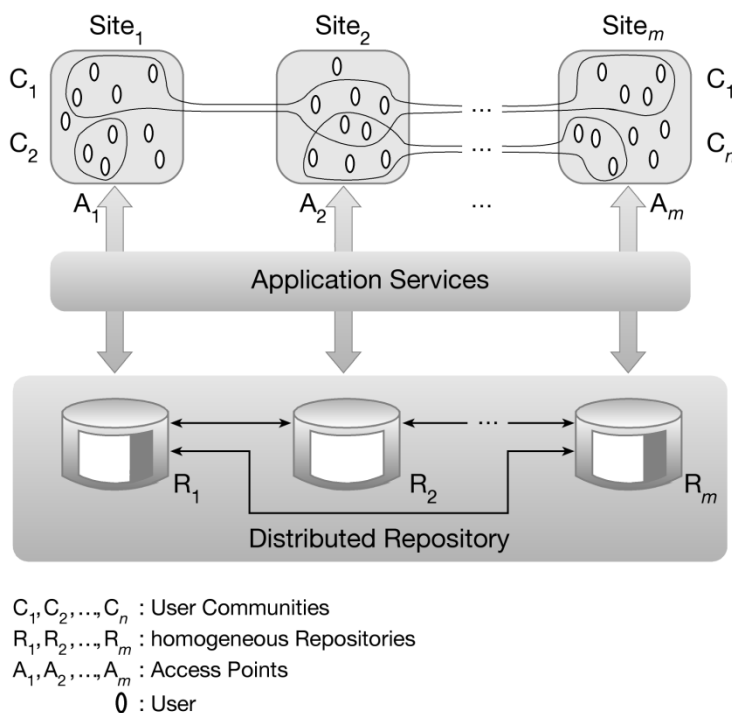 Site₁ Site₂ Siteₘ
C₁ C₁
...
C₂ Cₙ
...
A₁ A₂ ... Aₘ
Application Services
...
R₁ R₂ Rₘ
Distributed Repository
C₁, C₂, ..., Cₙ : User Communities
R₁, R₂, ..., Rₘ : homogeneous Repositories
A₁, A₂, ..., Aₘ : Access Points
: User